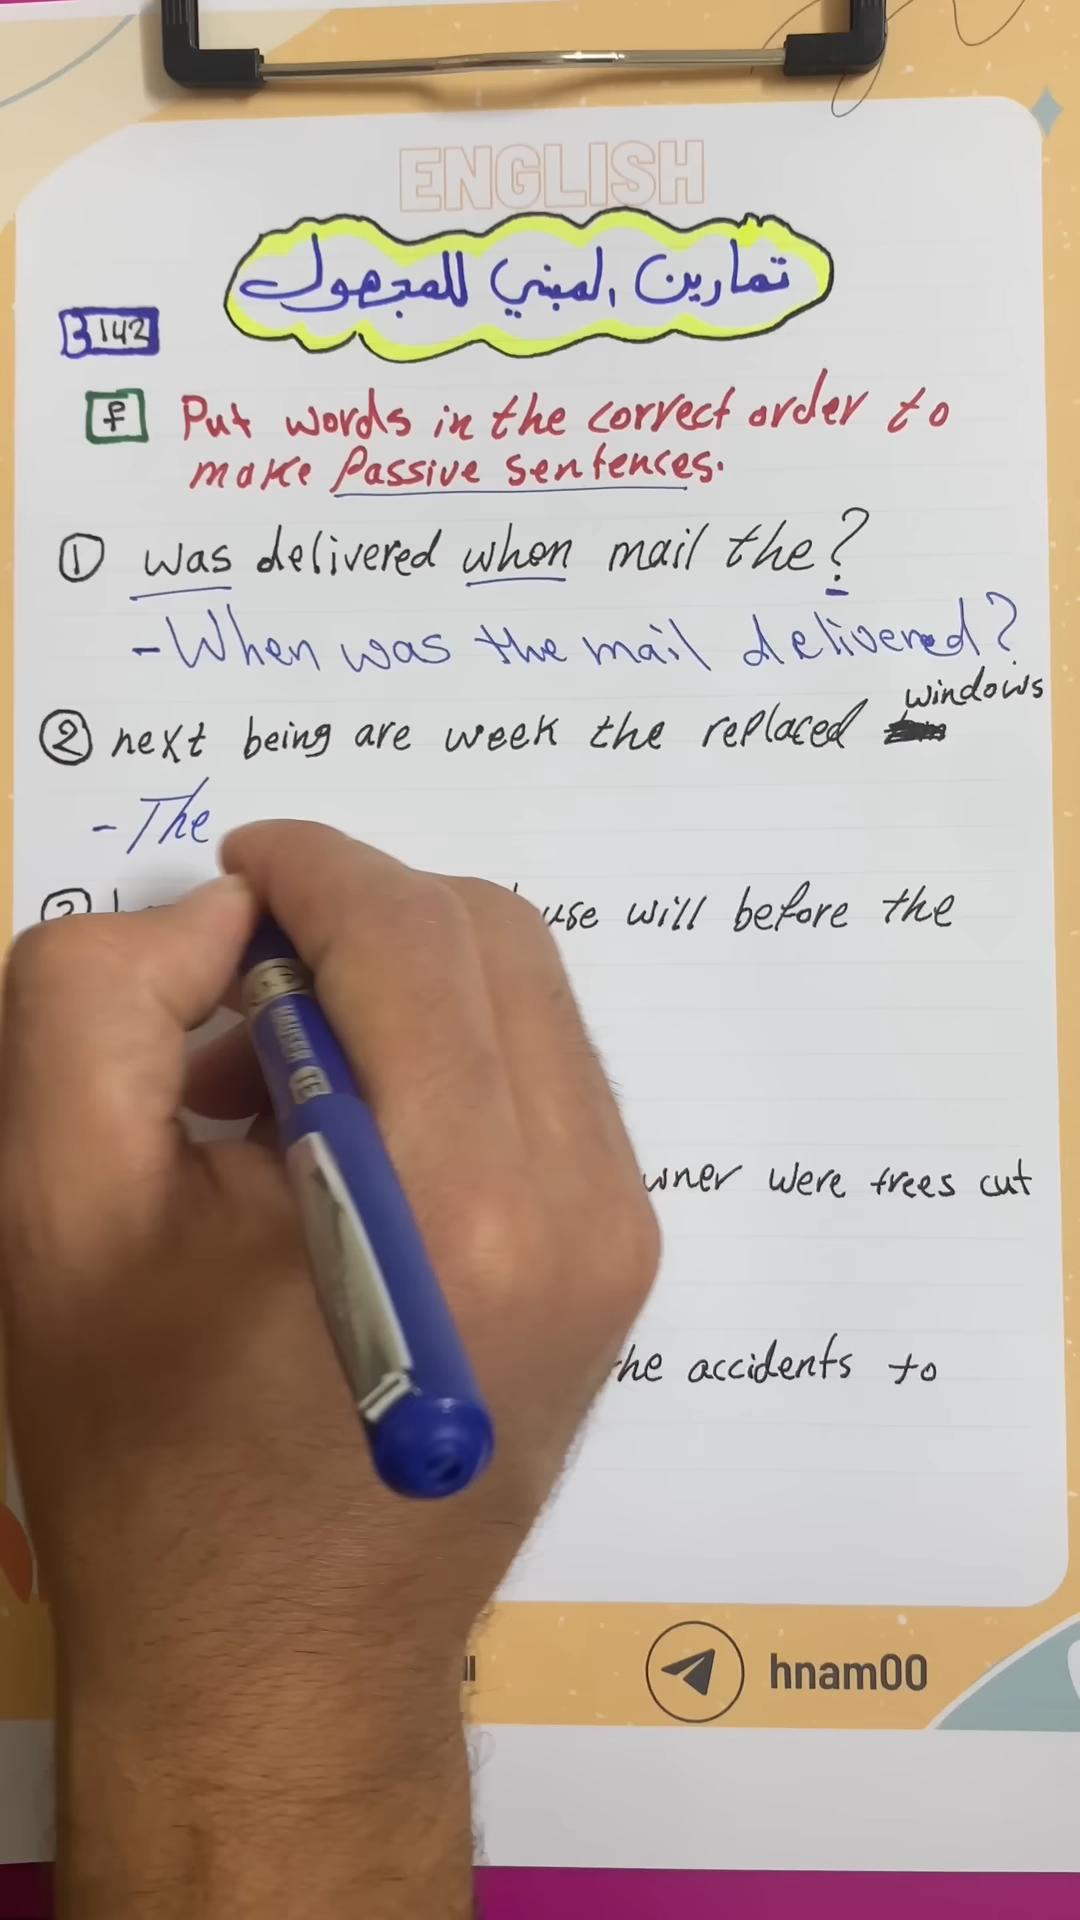 ENGLISH
تمارين المبني للمجهول
142
f Put words in the correct order to
make Passive sentences.
① was delivered when mail the?
- When was the mail delivered?
windows
② next being are week the replaced
- The
use will before the
wner were trees cut
he accidents to
hnam00